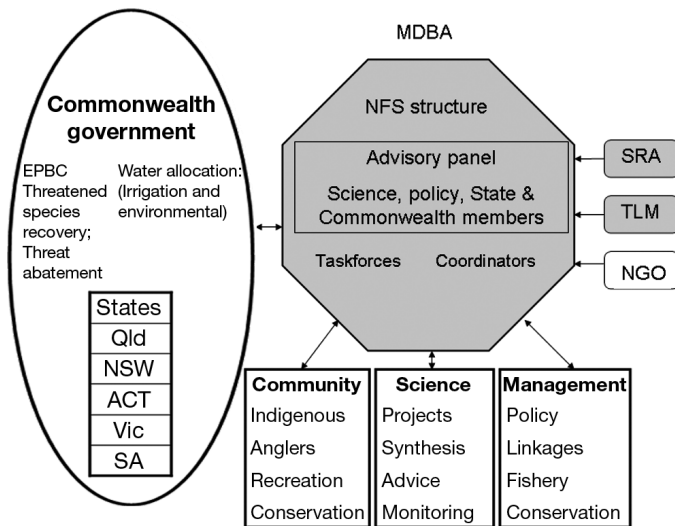 MDBA
Commonwealth
government
EPBC
Threatened
species
recovery;
Threat
abatement
Water allocation:
(Irrigation and
environmental)
States
Qld
NSW
ACT
Vic
SA
NFS structure
Advisory panel
Science, policy, State &
Commonwealth members
Taskforces
Coordinators
SRA
TLM
NGO
Community
Indigenous
Anglers
Recreation
Conservation
Science
Projects
Synthesis
Advice
Monitoring
Management
Policy
Linkages
Fishery
Conservation